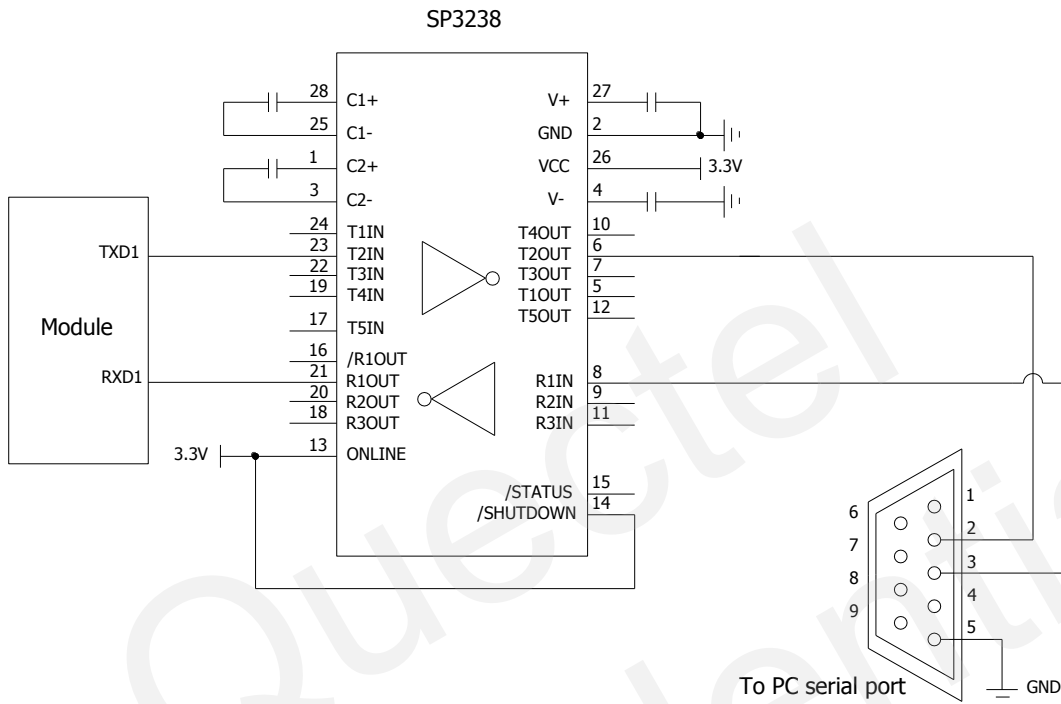 SP3238
28 C1+ V+ 27
25 C1- GND 2
1 C2+ VCC 26 3.3V
3 C2- V- 4
24 T1IN T4OUT 10
TXD1 23 T2IN T2OUT 6
22 T3IN T3OUT 7
19 T4IN T1OUT 5
17 T5IN T5OUT 12
Module
16 /R1OUT
RXD1 21 R1OUT R1IN 8
20 R2OUT R2IN 9
18 R3OUT R3IN 11
3.3V 13 ONLINE
/STATUS 15
/SHUTDOWN 14
6 1
7 2
8 3
9 4
5
To PC serial port GND
Quectel